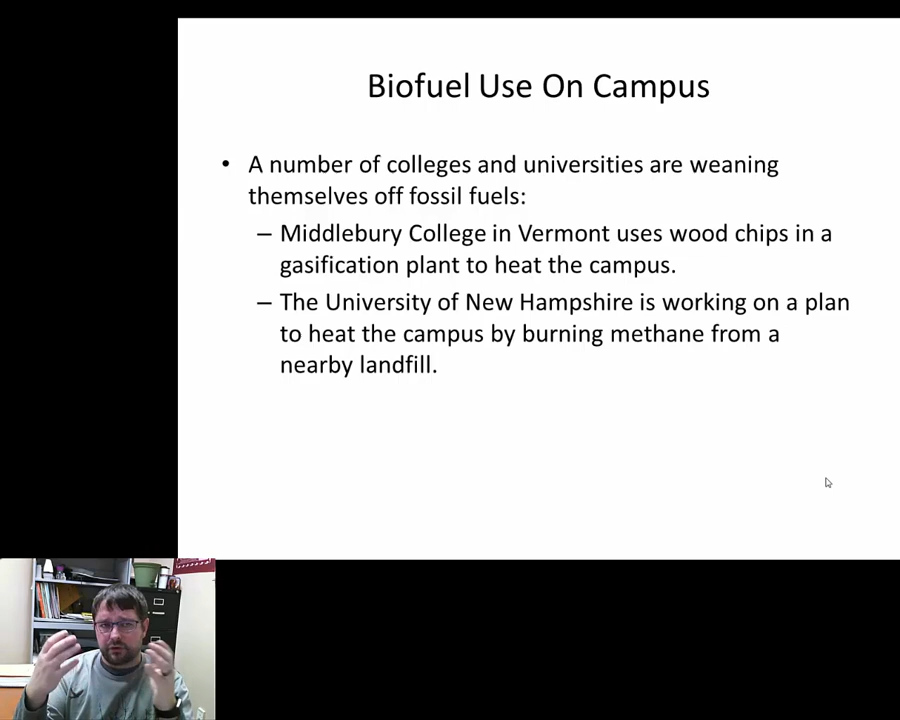 Biofuel Use On Campus
• A number of colleges and universities are weaning
themselves off fossil fuels:
– Middlebury College in Vermont uses wood chips in a
gasification plant to heat the campus.
– The University of New Hampshire is working on a plan
to heat the campus by burning methane from a
nearby landfill.